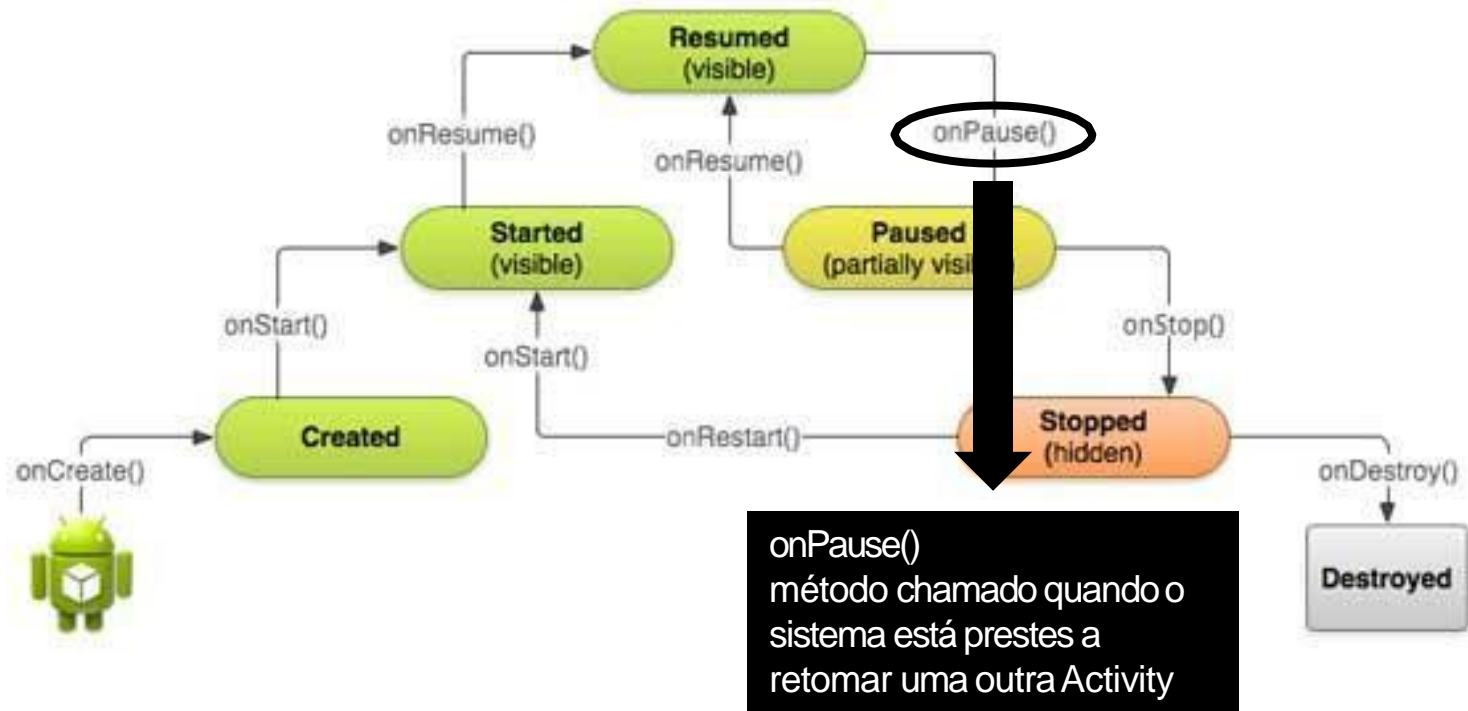 Resumed
(visible)
onResume()
onResume()
onPause()
Started
(visible)
Paused
(partially
onStart()
onStart()
onStop()
Created
onRestart()
Stopped
(hidden)
onCreate()
onDestroy()
Destroyed
onPause()
método chamado quando o
sistema está prestes a
retomar uma outra Activity